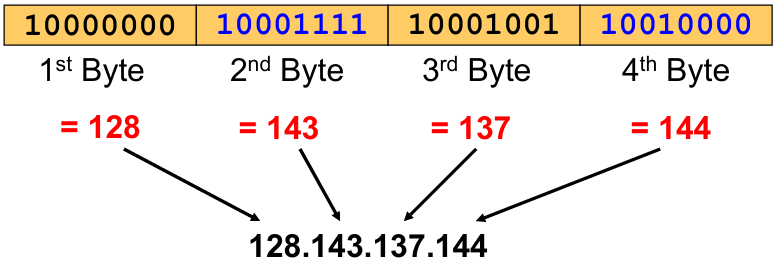 10000000 10001111 10001001 10010000
1st Byte 2nd Byte 3rd Byte 4th Byte
= 128 = 143 = 137 = 144
128.143.137.144